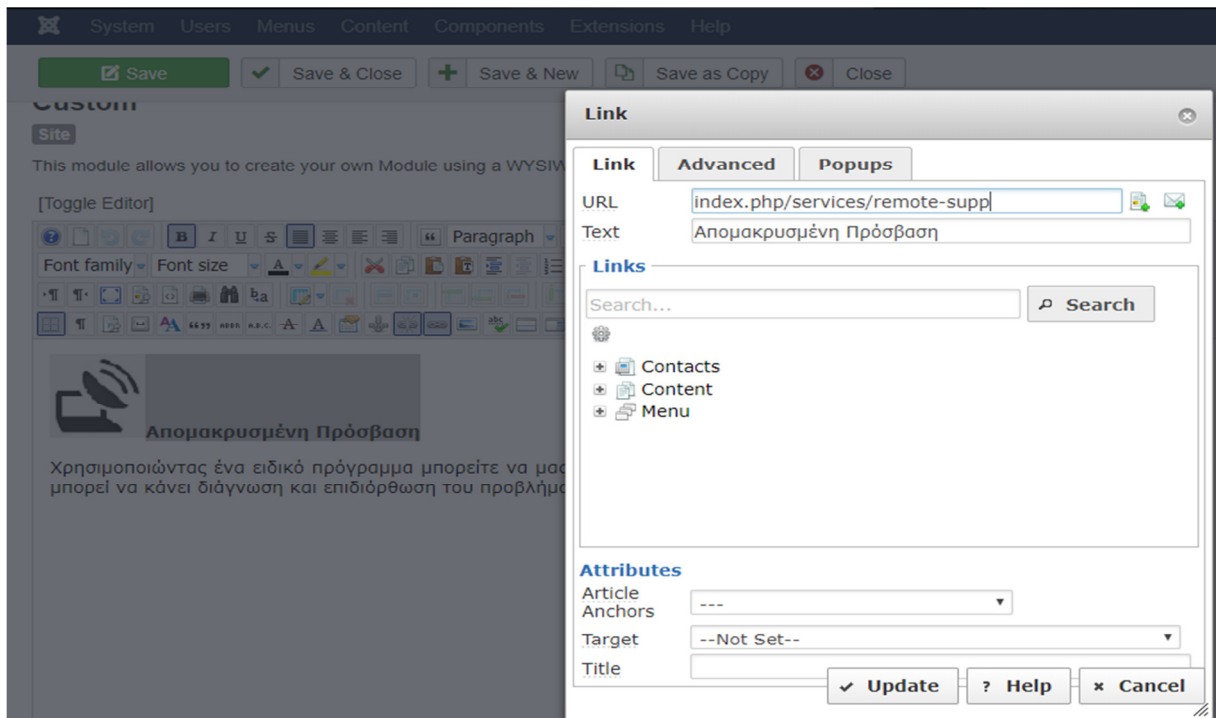 System Users Menus Content Components Extensions Help
Save Save & Close Save & New Save as Copy Close
Custom
Site
This module allows you to create your own Module using a WYSIW
[Toggle Editor]
Paragraph
Font family Font size
Απομακρυσμένη Πρόσβαση
Χρησιμοποιώντας ένα ειδικό πρόγραμμα μπορείτε να μας
μπορεί να κάνει διάγνωση και επιδιόρθωση του προβλήμα
Link
Link Advanced Popups
URL index.php/services/remote-supp
Text Απομακρυσμένη Πρόσβαση
Links
Search... Search
Contacts
Content
Menu
Attributes
Article
Anchors ---
Target --Not Set--
Title
Update ? Help Cancel